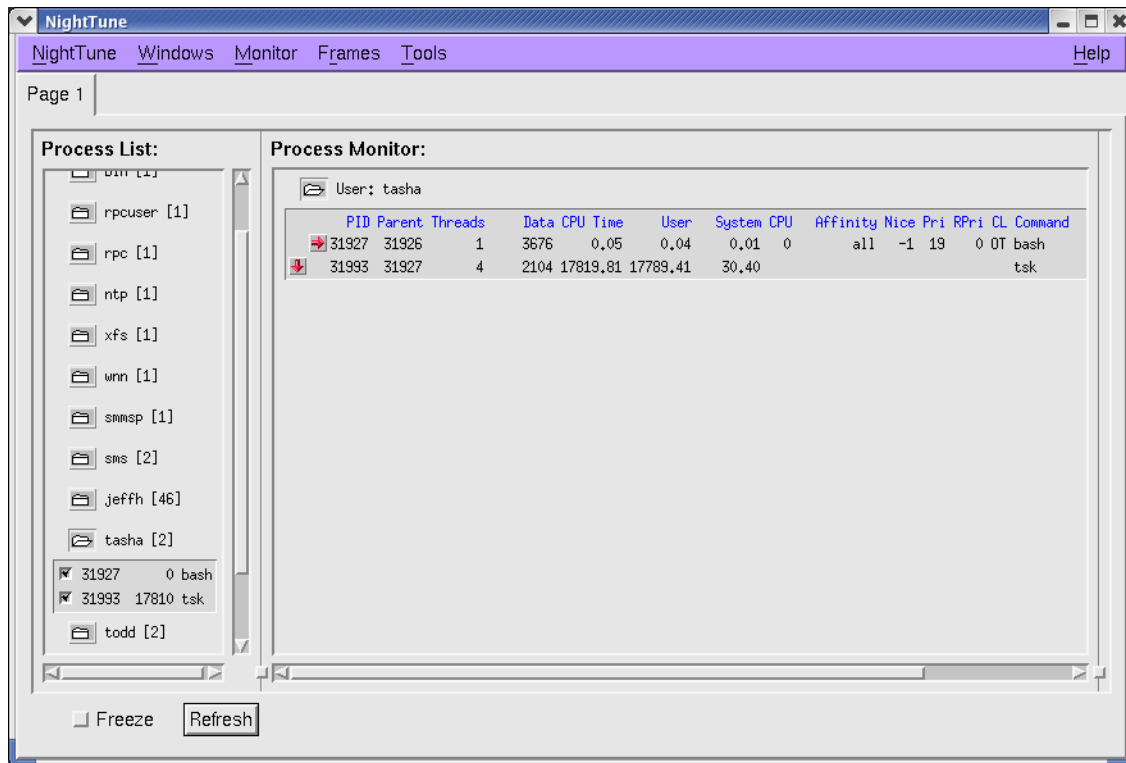 NightTune
NightTune Windows Monitor Frames Tools Help
Page 1
Process List:
bin [1]
rpcuser [1]
rpc [1]
ntp [1]
xfs [1]
wnn [1]
smmsp [1]
sms [2]
jeffh [46]
tasha [2]
31927 0 bash
31993 17810 tsk
todd [2]
Process Monitor:
User: tasha
PID Parent Threads Data CPU Time User System CPU Affinity Nice Pri RPri CL Command
31927 31926 1 3676 0.05 0.04 0.01 0 all -1 19 0 OT bash
31993 31927 4 2104 17819.81 17789.41 30.40 tsk
Freeze Refresh